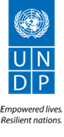 U N
D P
Empowered lives.
Resilient nations.